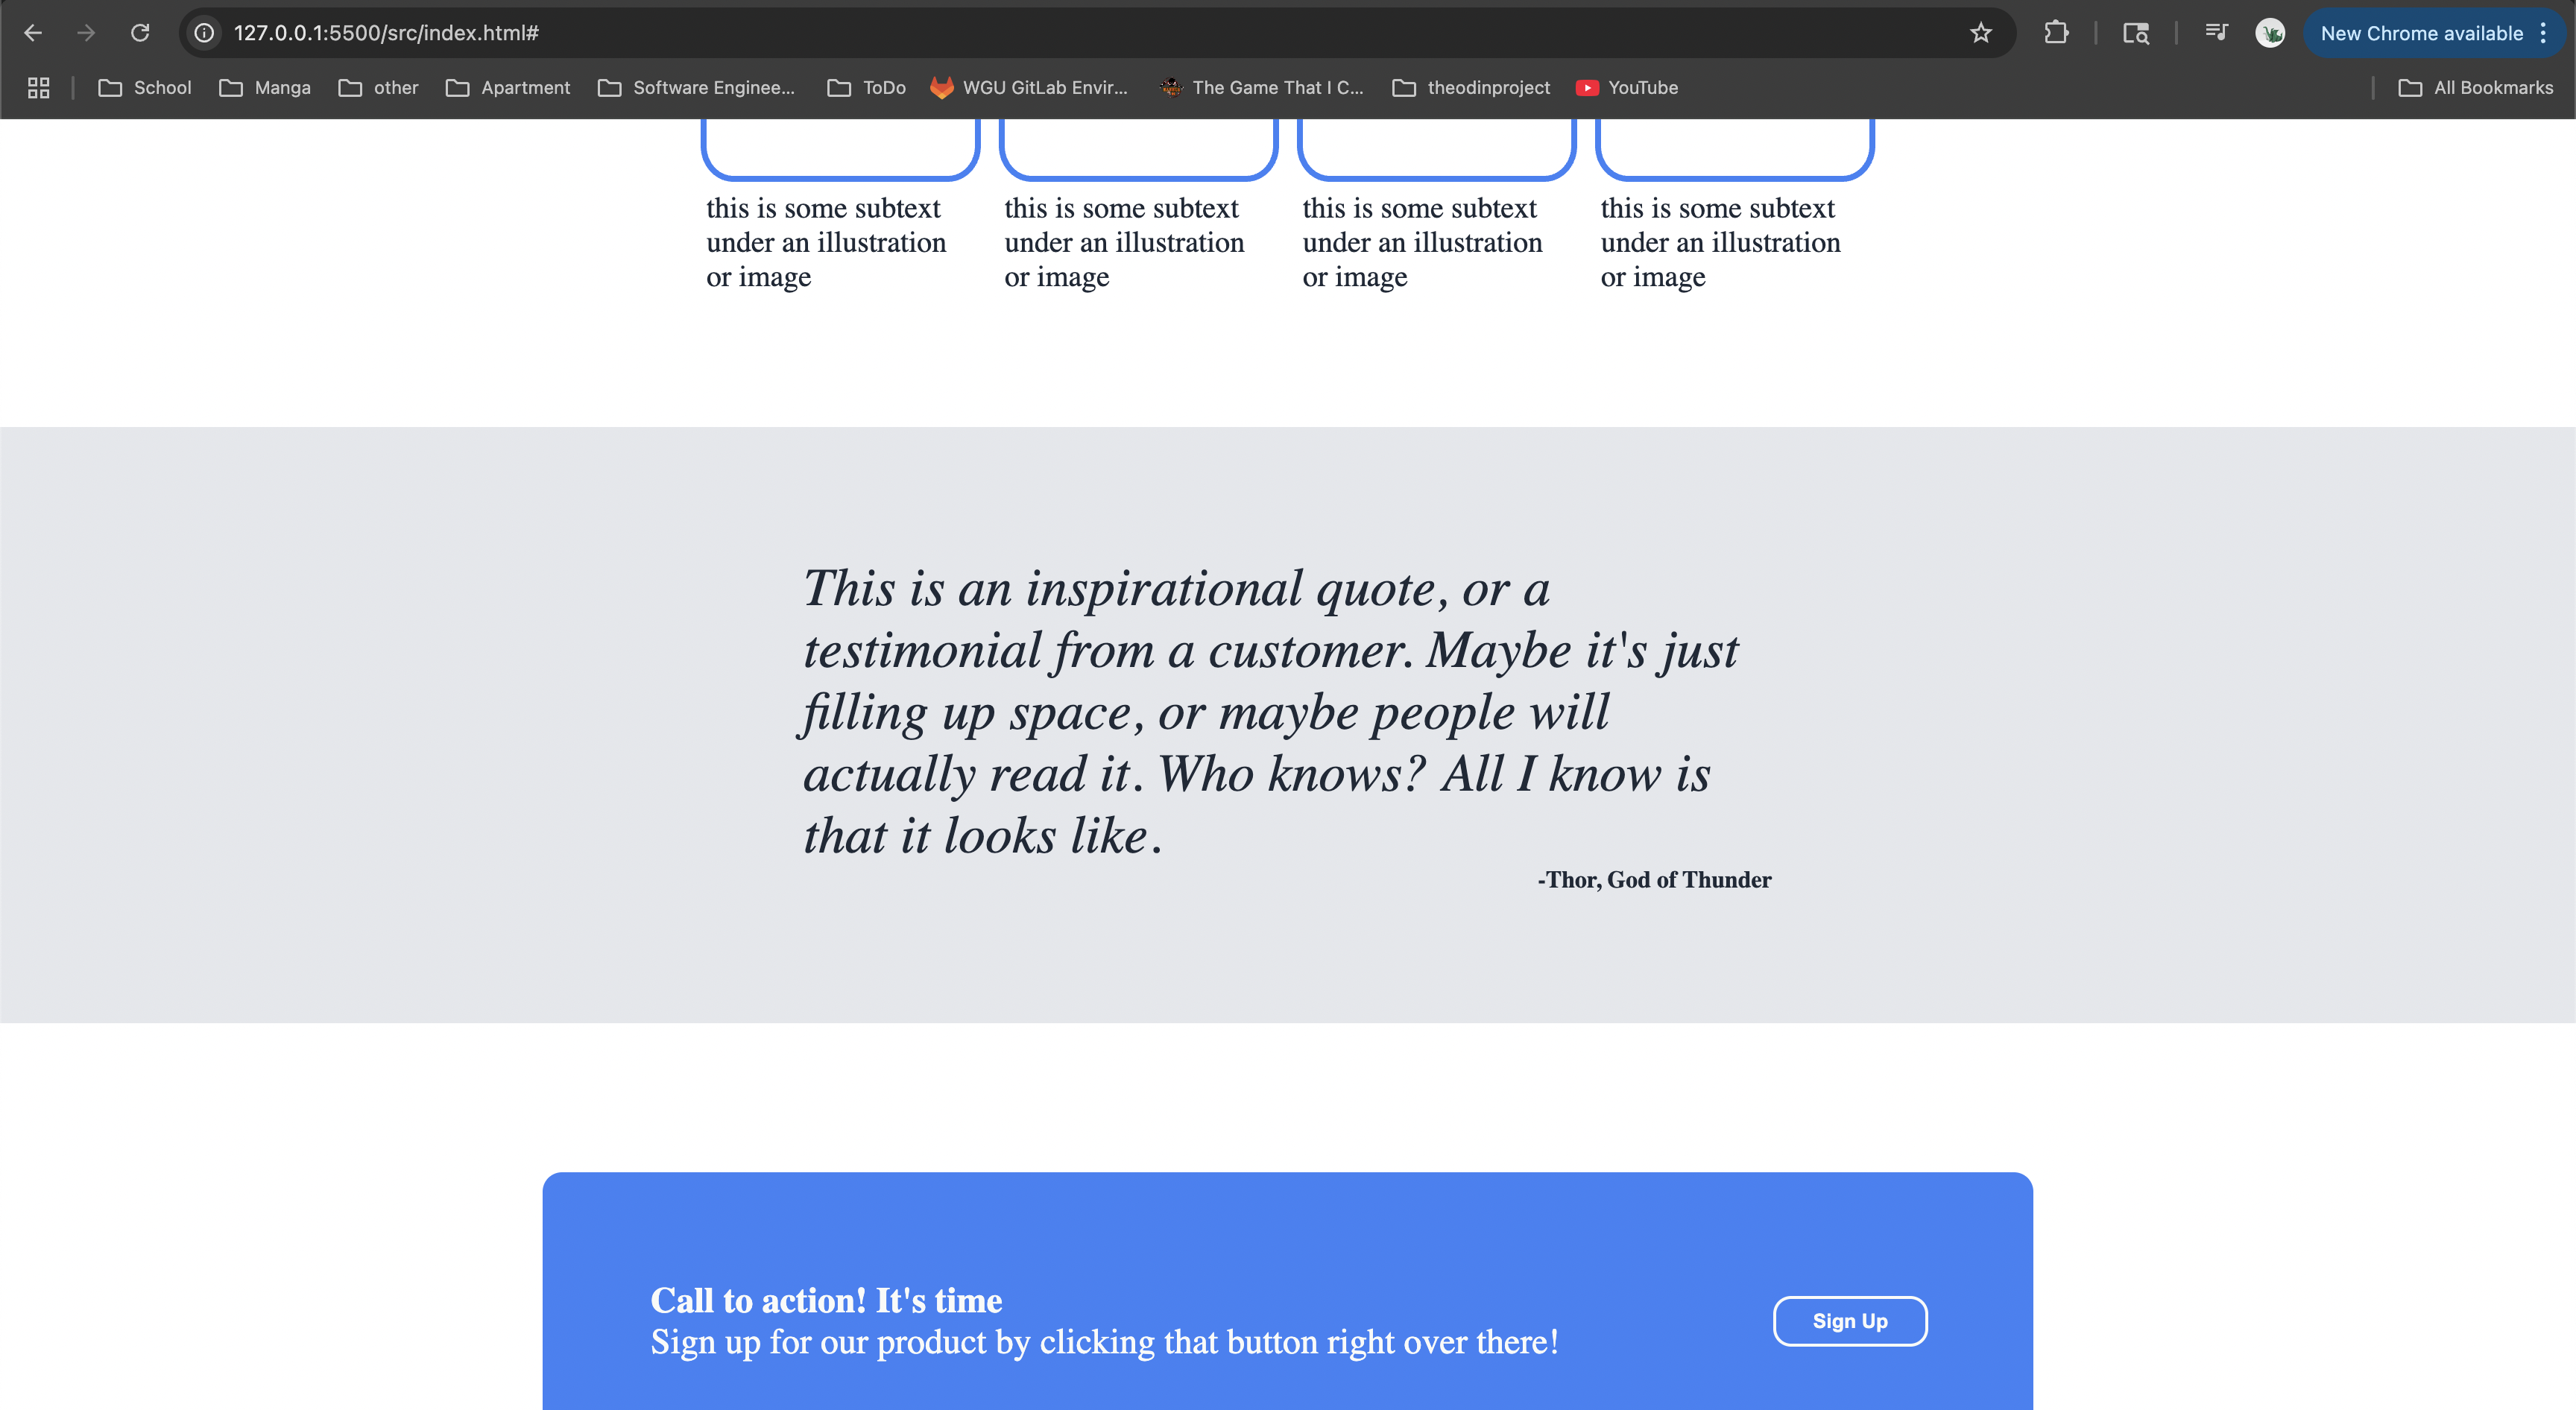 127.0.0.1:5500/src/index.html#
New Chrome available
School
Manga
other
Apartment
Software Enginee...
ToDo
WGU GitLab Envir...
The Game That I C...
theodinproject
YouTube
All Bookmarks
this is some subtext
under an illustration
or image
this is some subtext
under an illustration
or image
this is some subtext
under an illustration
or image
this is some subtext
under an illustration
or image
This is an inspirational quote, or a
testimonial from a customer. Maybe it's just
filling up space, or maybe people will
actually read it. Who knows? All I know is
that it looks like.
-Thor, God of Thunder
Call to action! It's time
Sign up for our product by clicking that button right over there!
Sign Up